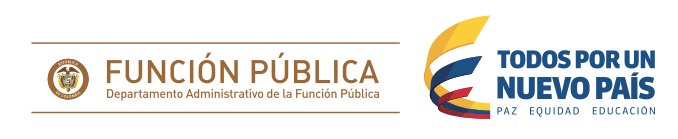 FUNCIÓN PÚBLICA
Departamento Administrativo de la Función Pública
TODOS POR UN
NUEVO PAÍS
PAZ EQUIDAD EDUCACIÓN